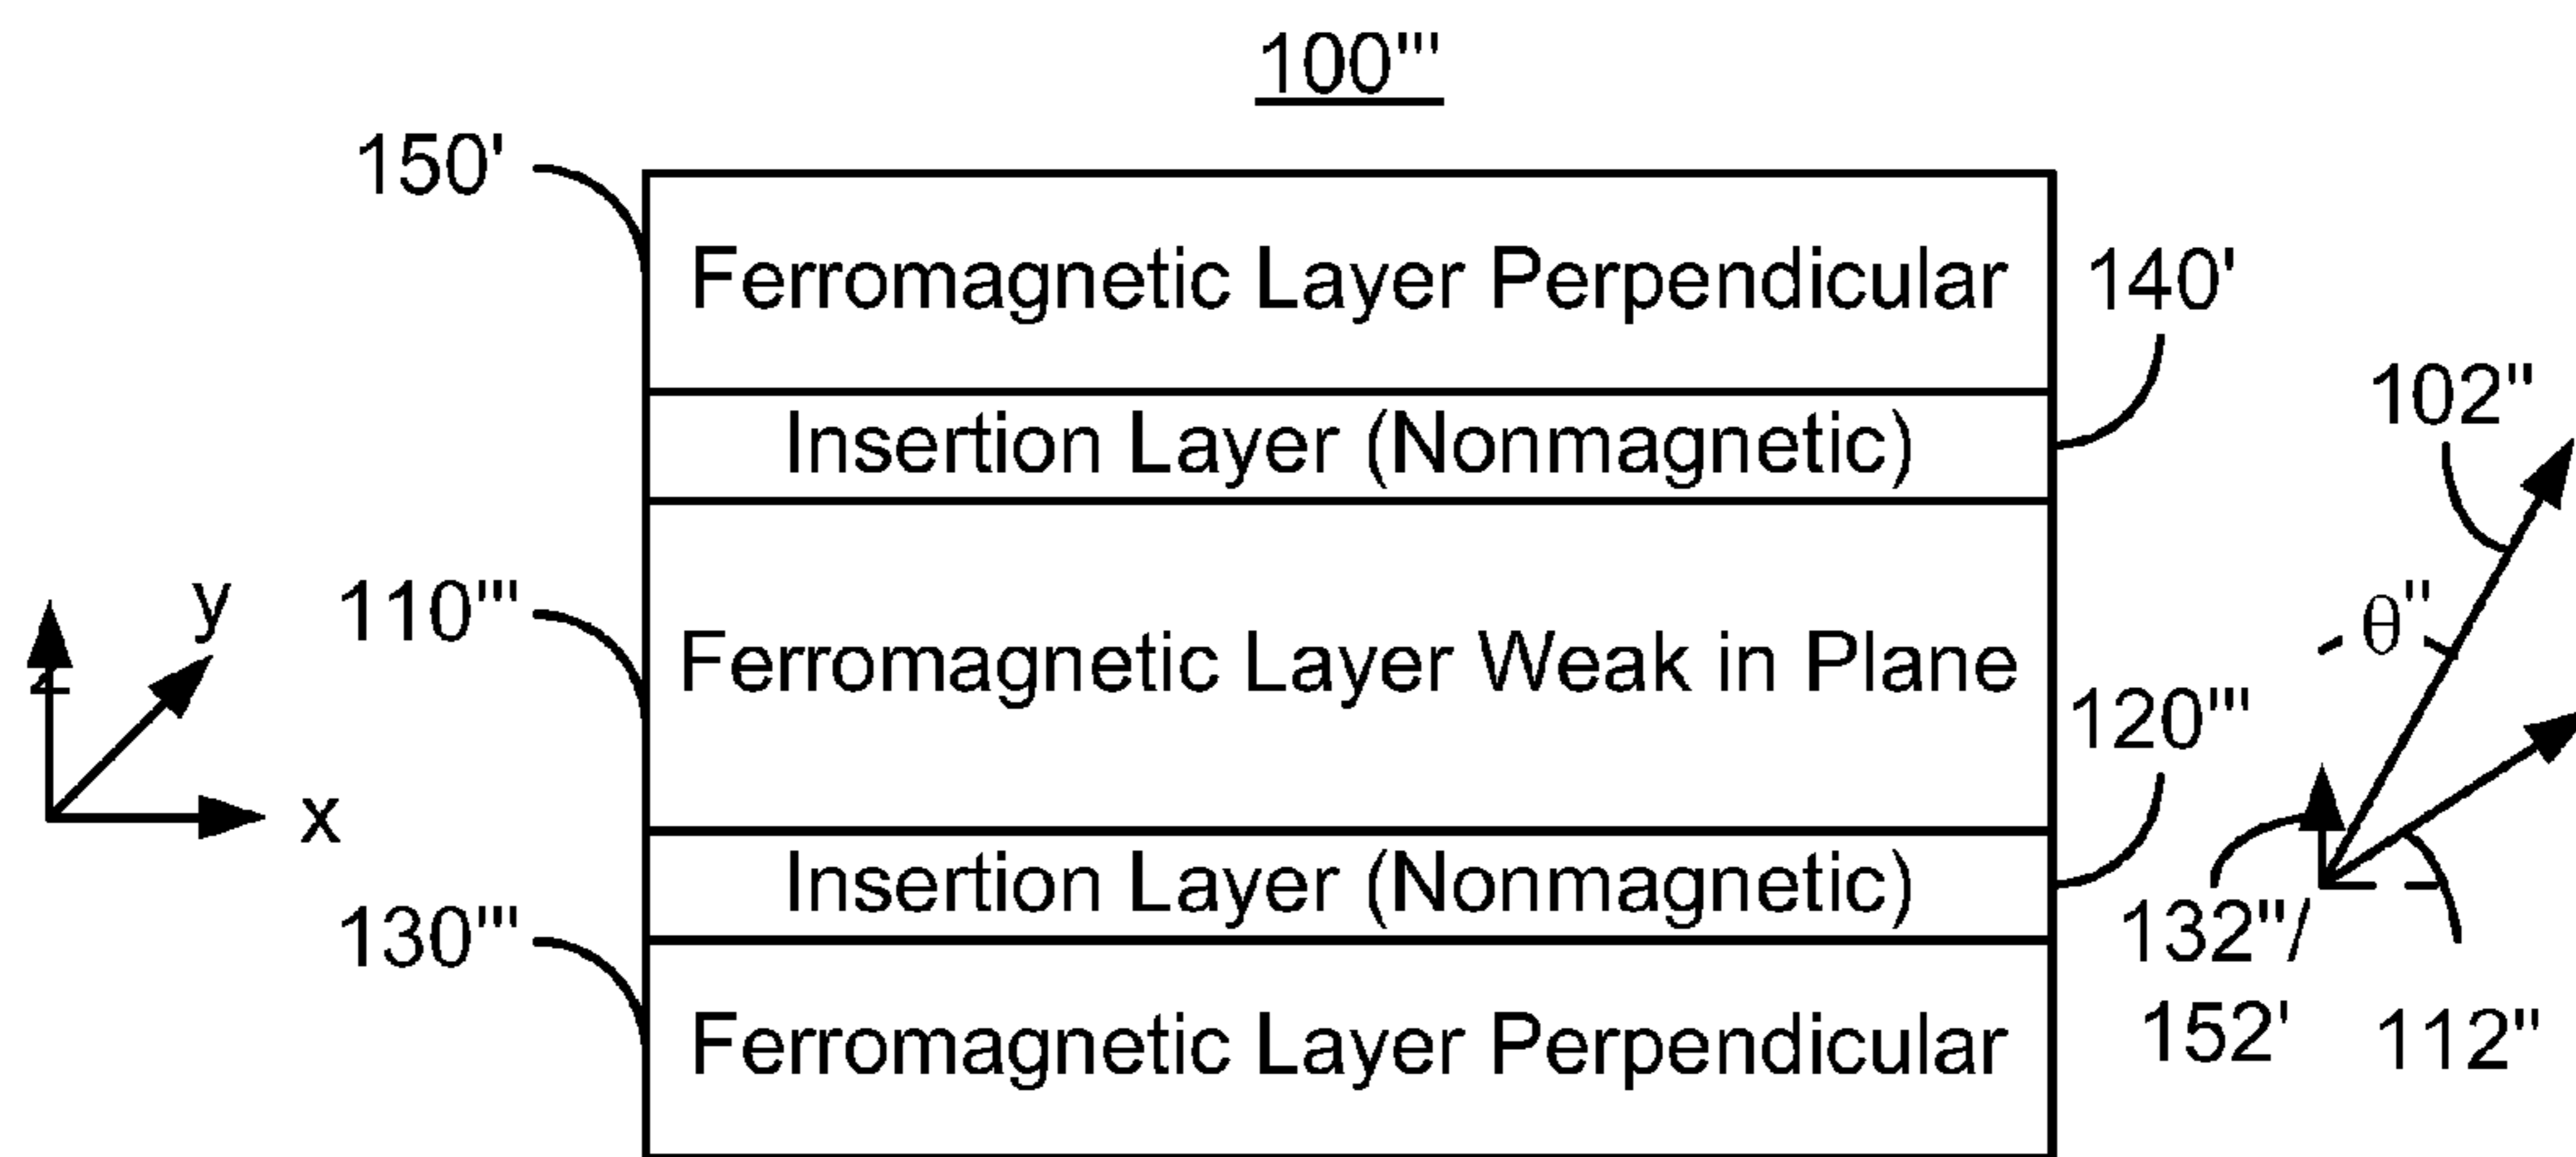 100'''
150'
Ferromagnetic Layer Perpendicular
140'
Insertion Layer (Nonmagnetic)
102"
y
110'''
Ferromagnetic Layer Weak in Plane
θ"
z
x
120'''
Insertion Layer (Nonmagnetic)
130'''
132"/
152'
112"
Ferromagnetic Layer Perpendicular